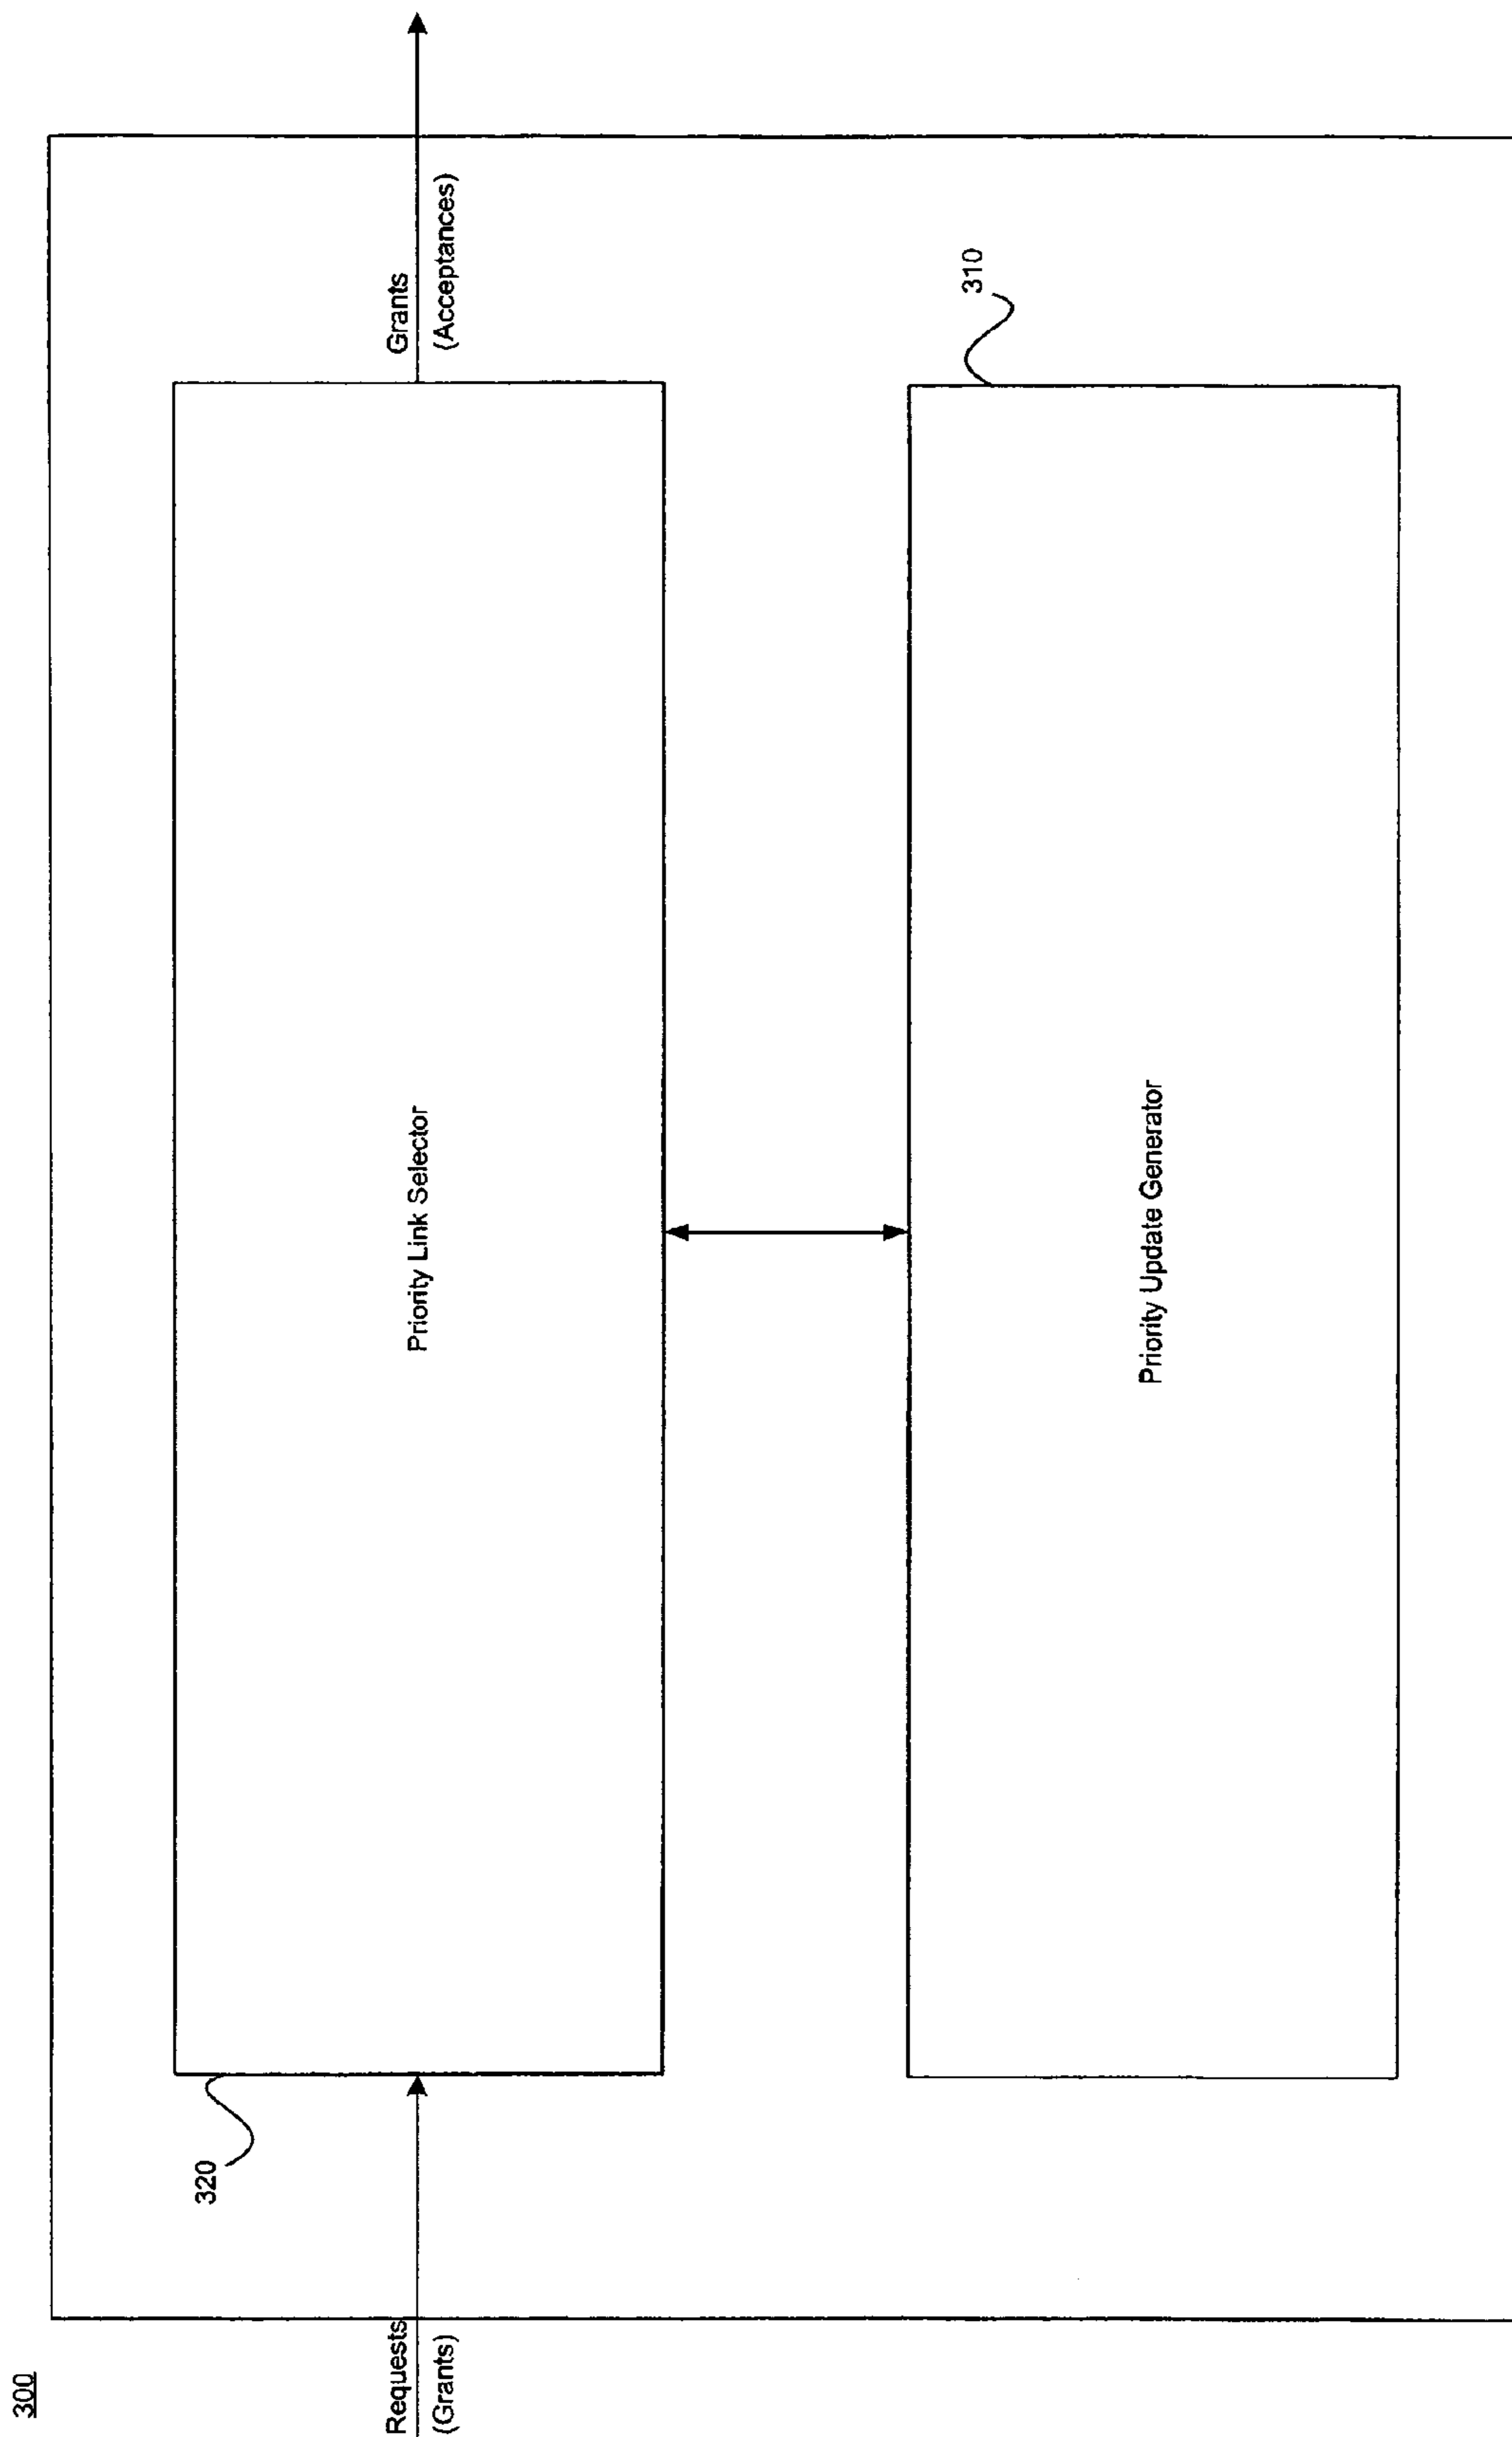 300
Requests
(Grants)
320
Priority Link Selector
Grants
(Acceptances)
310
Priority Update Generator